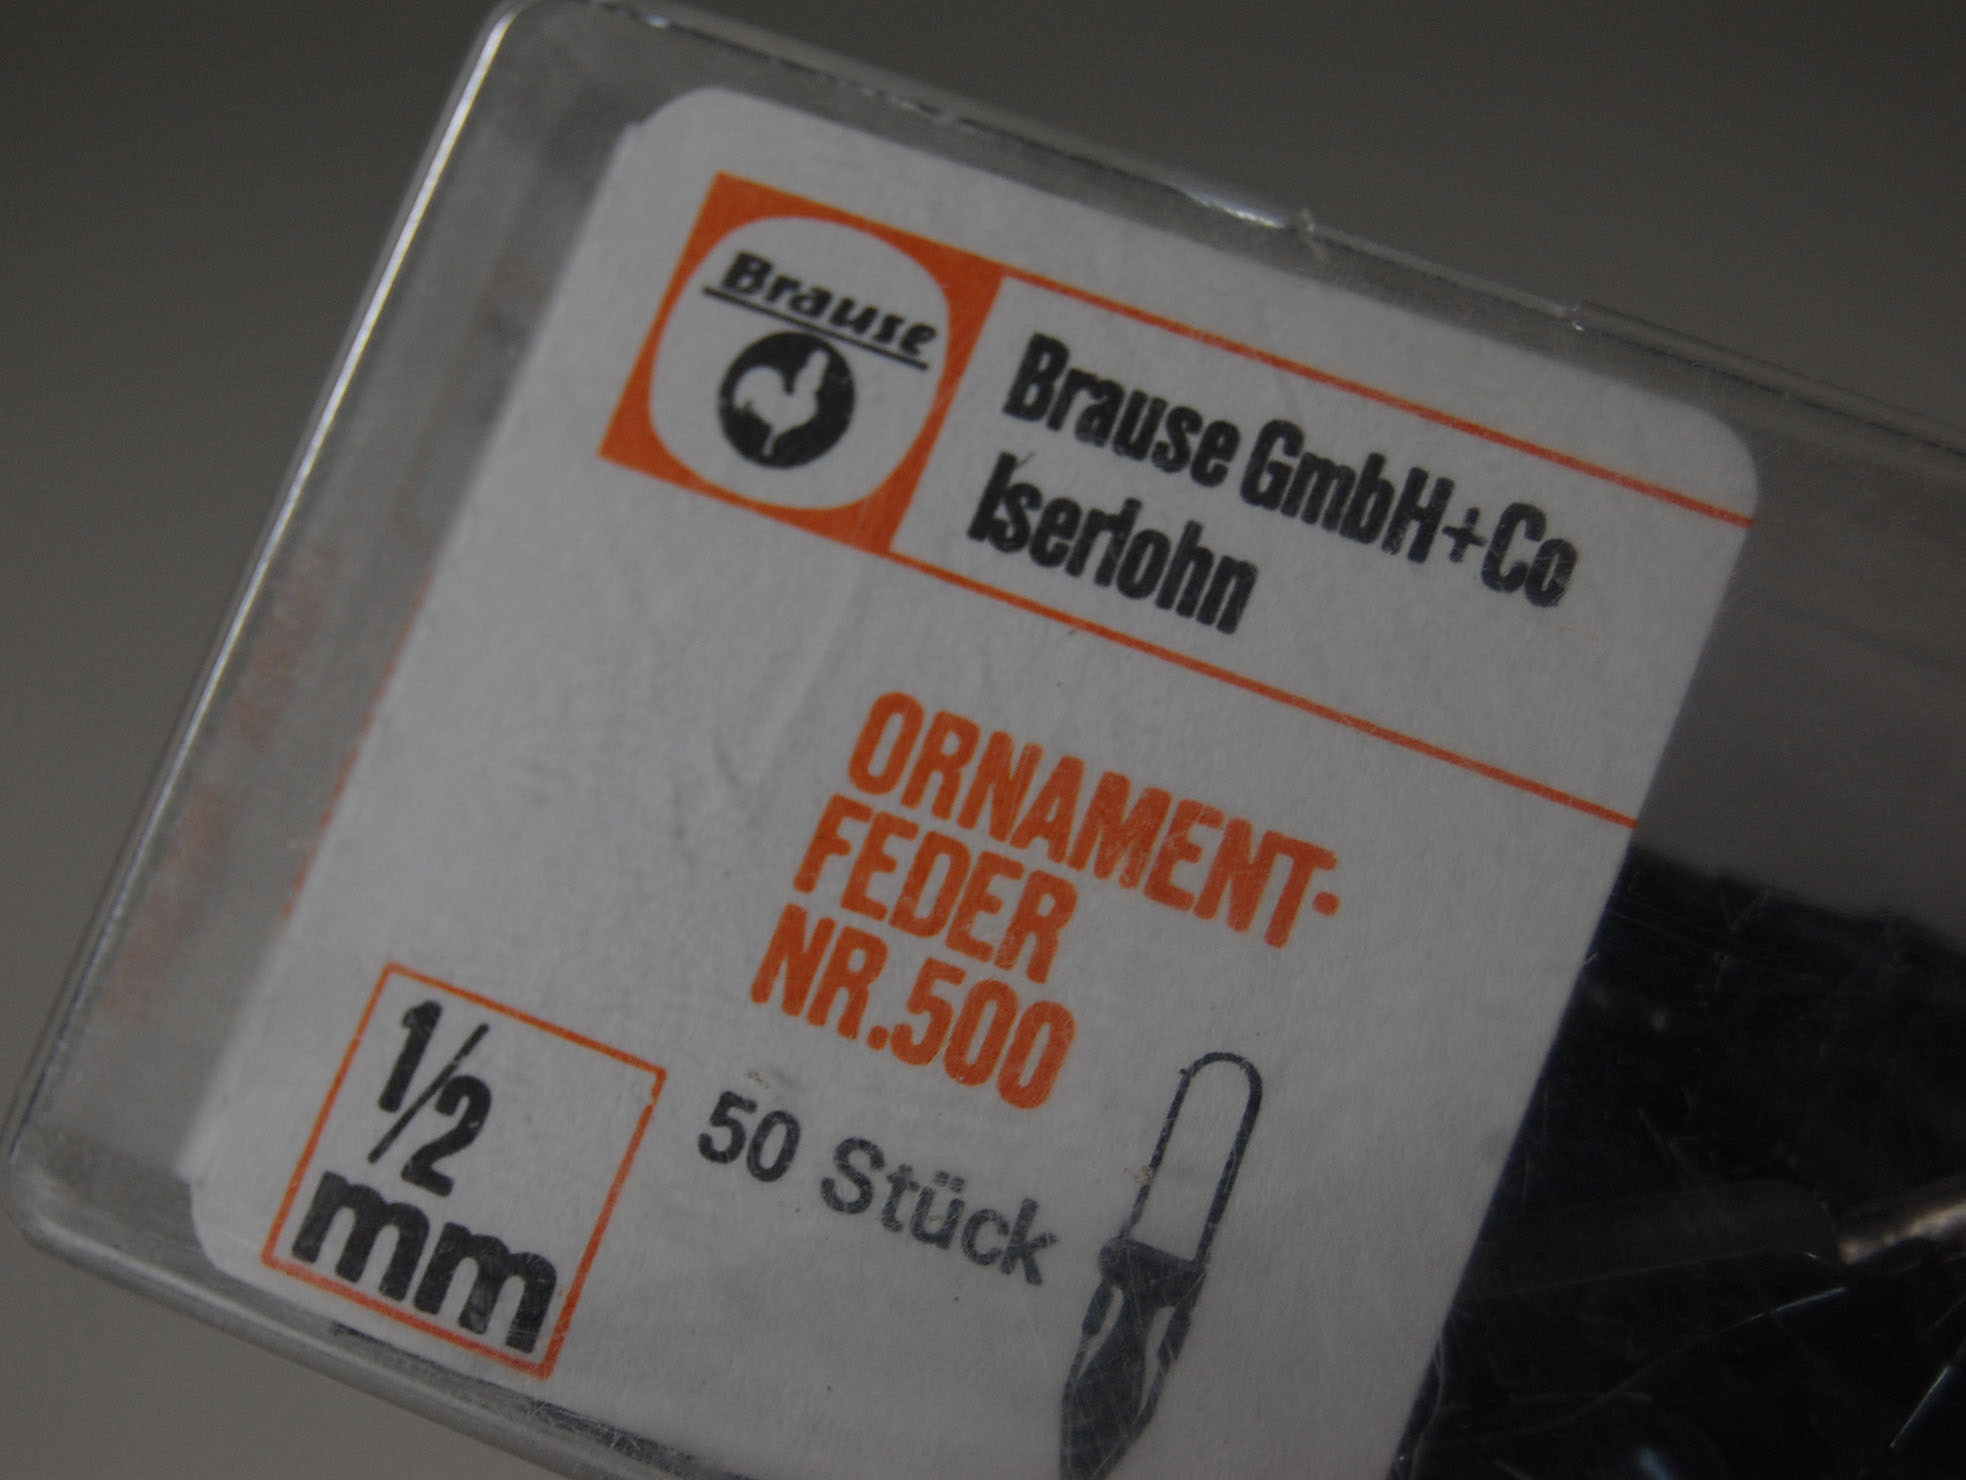 Brause
Brause GmbH+Co
Iserlohn
ORNAMENT-
FEDER
NR.500
50 Stück
1/2
mm